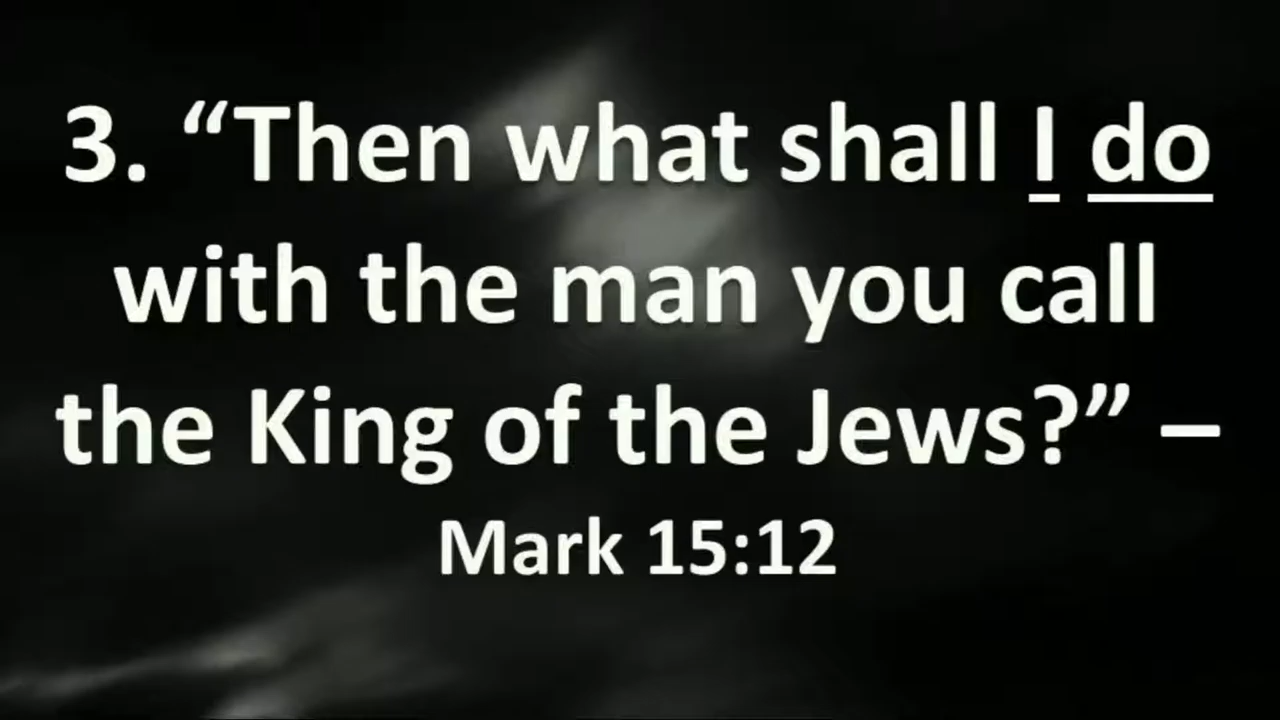 3. “Then what shall I do
with the man you call
the King of the Jews?” –
Mark 15:12